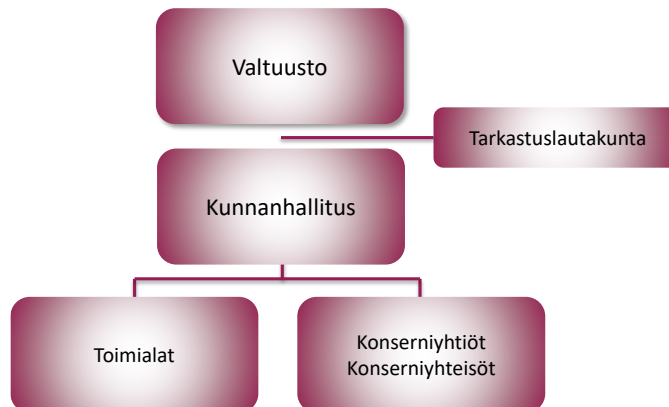 Valtuusto
Tarkastuslautakunta
Kunnanhallitus
Toimialat
Konserniyhtiöt
Konserniyhteisöt